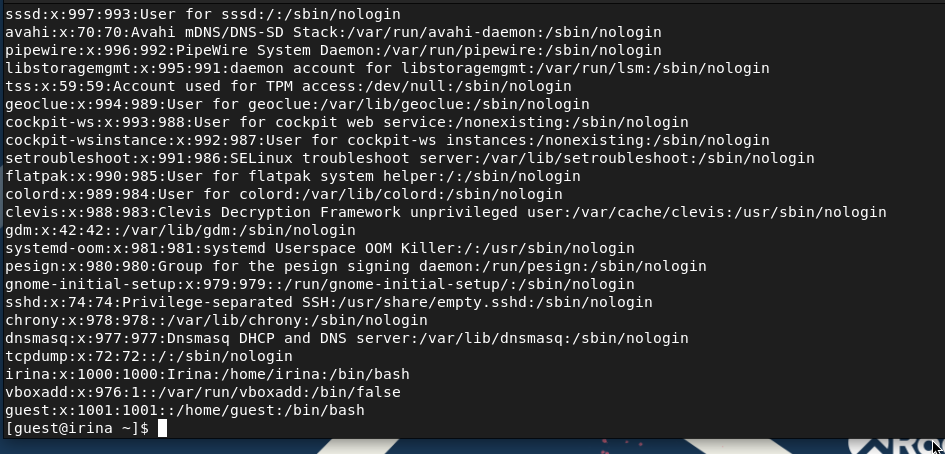 sssd:x:997:993:User for sssd:/:/sbin/nologin
avahi:x:70:70:Avahi mDNS/DNS-SD Stack:/var/run/avahi-daemon:/sbin/nologin
pipewire:x:996:992:PipeWire System Daemon:/var/run/pipewire:/sbin/nologin
libstoragemgmt:x:995:991:daemon account for libstoragemgmt:/var/run/lsm:/sbin/nologin
tss:x:59:59:Account used for TPM access:/dev/null:/sbin/nologin
geoclue:x:994:989:User for geoclue:/var/lib/geoclue:/sbin/nologin
cockpit-ws:x:993:988:User for cockpit web service:/nonexisting:/sbin/nologin
cockpit-wsinstance:x:992:987:User for cockpit-ws instances:/nonexisting:/sbin/nologin
setroubleshoot:x:991:986:SELinux troubleshoot server:/var/lib/setroubleshoot:/sbin/nologin
flatpak:x:990:985:User for flatpak system helper:/:/sbin/nologin
colord:x:989:984:User for colord:/var/lib/colord:/sbin/nologin
clevis:x:988:983:Clevis Decryption Framework unprivileged user:/var/cache/clevis:/usr/sbin/nologin
gdm:x:42:42::/var/lib/gdm:/sbin/nologin
systemd-oom:x:981:981:systemd Userspace OOM Killer:/:/usr/sbin/nologin
pesign:x:980:980:Group for the pesign signing daemon:/run/pesign:/sbin/nologin
gnome-initial-setup:x:979:979::/run/gnome-initial-setup/:/sbin/nologin
sshd:x:74:74:Privilege-separated SSH:/usr/share/empty.sshd:/sbin/nologin
chrony:x:978:978::/var/lib/chrony:/sbin/nologin
dnsmasq:x:977:977:Dnsmasq DHCP and DNS server:/var/lib/dnsmasq:/sbin/nologin
tcpdump:x:72:72::/:/sbin/nologin
irina:x:1000:1000:Irina:/home/irina:/bin/bash
vboxadd:x:976:1::/var/run/vboxadd:/bin/false
guest:x:1001:1001::/home/guest:/bin/bash
[guest@irina ~]$